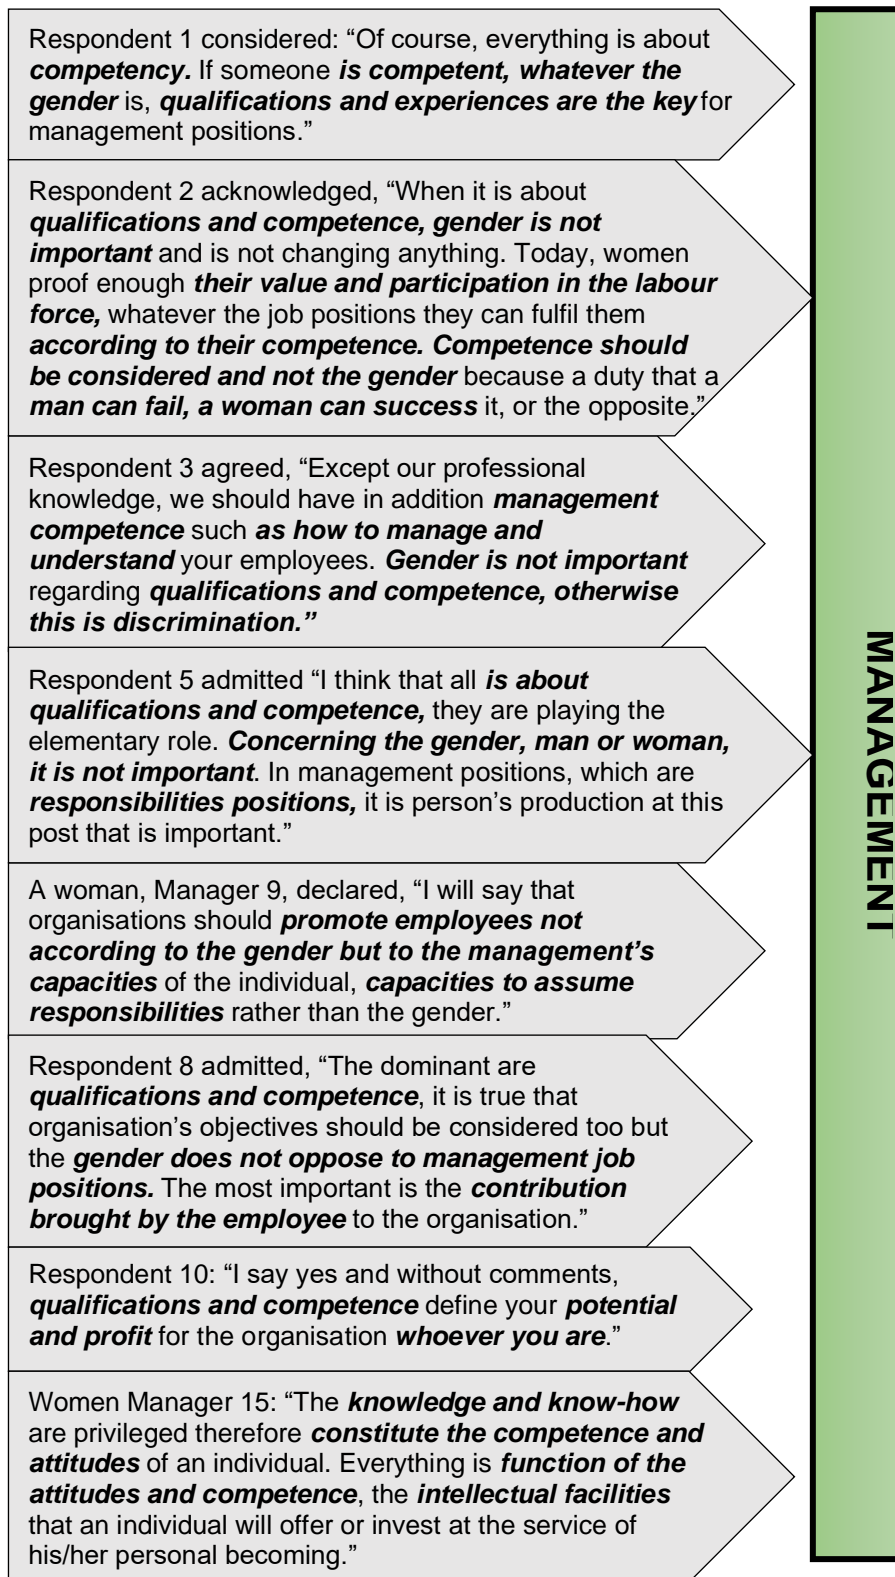 Respondent 1 considered: “Of course, everything is about
competency. If someone is competent, whatever the
gender is, qualifications and experiences are the key for
management positions.”
Respondent 2 acknowledged, “When it is about
qualifications and competence, gender is not
important and is not changing anything. Today, women
proof enough their value and participation in the labour
force, whatever the job positions they can fulfil them
according to their competence. Competence should
be considered and not the gender because a duty that a
man can fail, a woman can success it, or the opposite.”
Respondent 3 agreed, “Except our professional
knowledge, we should have in addition management
competence such as how to manage and
understand your employees. Gender is not important
regarding qualifications and competence, otherwise
this is discrimination.”
Respondent 5 admitted “I think that all is about
qualifications and competence, they are playing the
elementary role. Concerning the gender, man or woman,
it is not important. In management positions, which are
responsibilities positions, it is person’s production at this
post that is important.”
A woman, Manager 9, declared, “I will say that
organisations should promote employees not
according to the gender but to the management’s
capacities of the individual, capacities to assume
responsibilities rather than the gender.”
Respondent 8 admitted, “The dominant are
qualifications and competence, it is true that
organisation’s objectives should be considered too but
the gender does not oppose to management job
positions. The most important is the contribution
brought by the employee to the organisation.”
Respondent 10: “I say yes and without comments,
qualifications and competence define your potential
and profit for the organisation whoever you are.”
Women Manager 15: “The knowledge and know-how
are privileged therefore constitute the competence and
attitudes of an individual. Everything is function of the
attitudes and competence, the intellectual facilities
that an individual will offer or invest at the service of
his/her personal becoming.”
MANAGEMENT